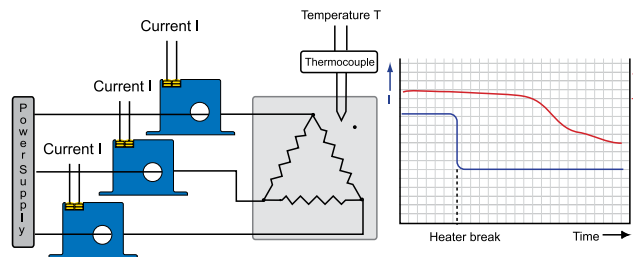 Current I
Temperature T
Thermocouple
Current I
Current I
Power Supply
I
Heater break
Time